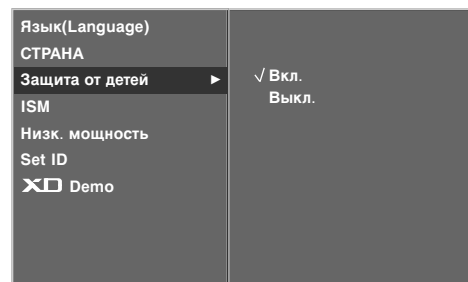 Язык(Language)
СТРАНА
Защита от детей ►
ISM
Низк. мощность
Set ID
XD Demo
√ Вкл.
Выкл.